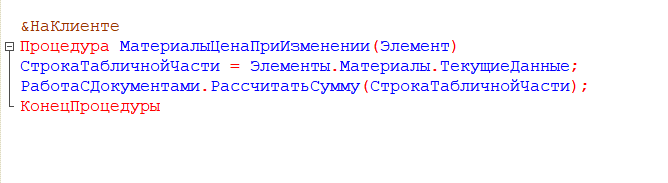 &НаКлиенте
Процедура МатериалыЦенаПриИзменении(Элемент)
СтрокаТабличнойЧасти = Элементы.Материалы.ТекущиеДанные;
РаботаСДокументами.РассчитатьСумму(СтрокаТабличнойЧасти);
КонецПроцедуры